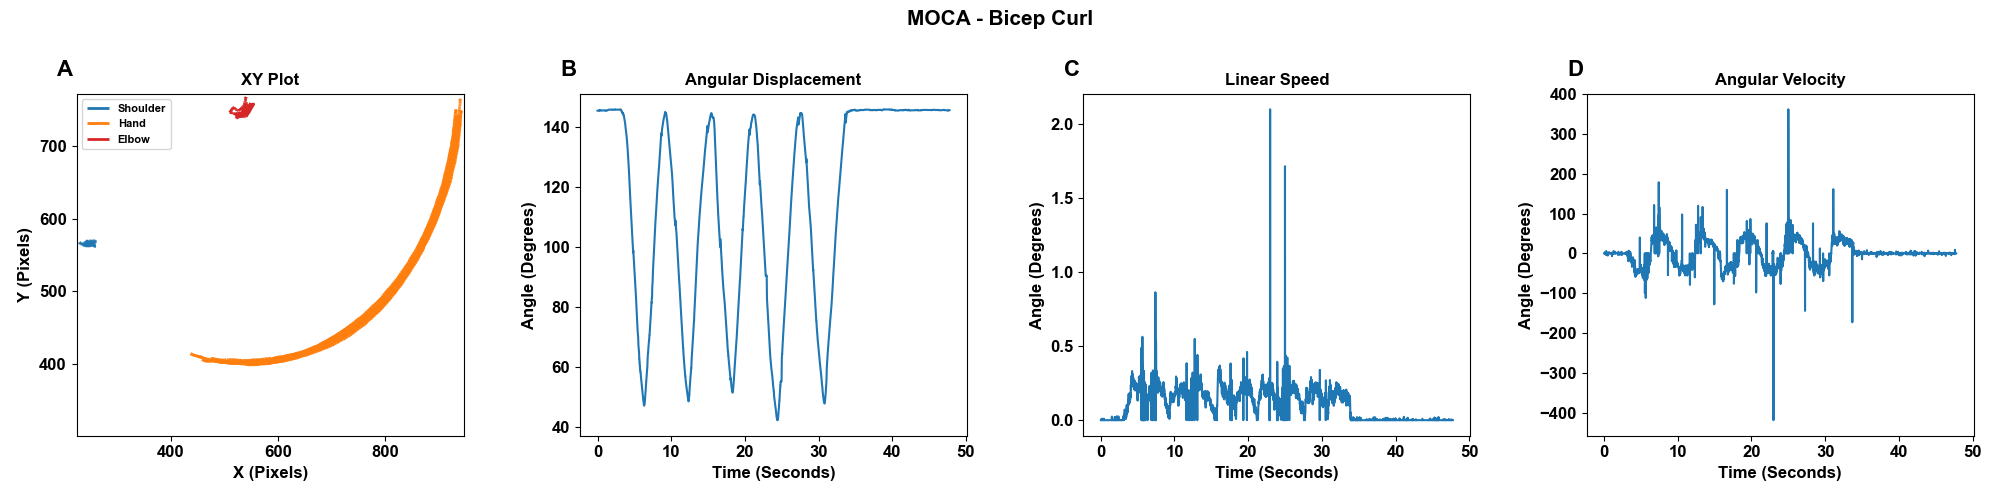 MOCA - Bicep Curl
A
XY Plot
Shoulder
Hand
Elbow
Y (Pixels)
700
600
500
400
400 600 800
X (Pixels)
B
Angular Displacement
Angle (Degrees)
140
120
100
80
60
40
0 10 20 30 40 50
Time (Seconds)
C
Linear Speed
Angle (Degrees)
2.0
1.5
1.0
0.5
0.0
0 10 20 30 40 50
Time (Seconds)
D
Angular Velocity
Angle (Degrees)
400
300
200
100
0
−100
−200
−300
−400
0 10 20 30 40 50
Time (Seconds)